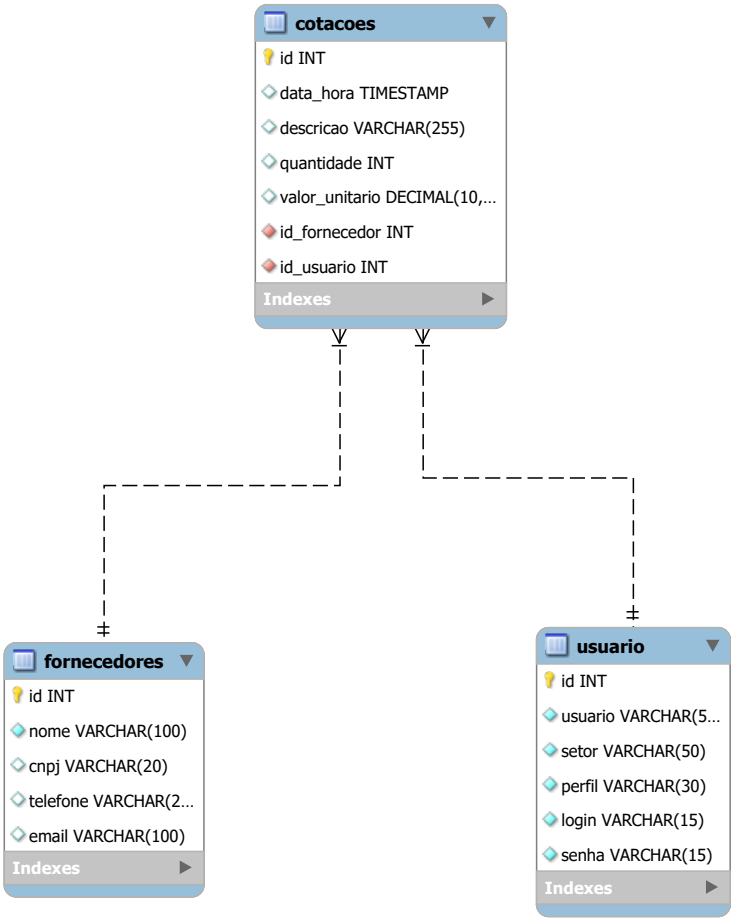 cotacoes
id INT
data_hora TIMESTAMP
descricao VARCHAR(255)
quantidade INT
valor_unitario DECIMAL(10,...
id_fornecedor INT
id_usuario INT
Indexes
fornecedores
id INT
nome VARCHAR(100)
cnpj VARCHAR(20)
telefone VARCHAR(2...
email VARCHAR(100)
Indexes
usuario
id INT
usuario VARCHAR(5...
setor VARCHAR(50)
perfil VARCHAR(30)
login VARCHAR(15)
senha VARCHAR(15)
Indexes